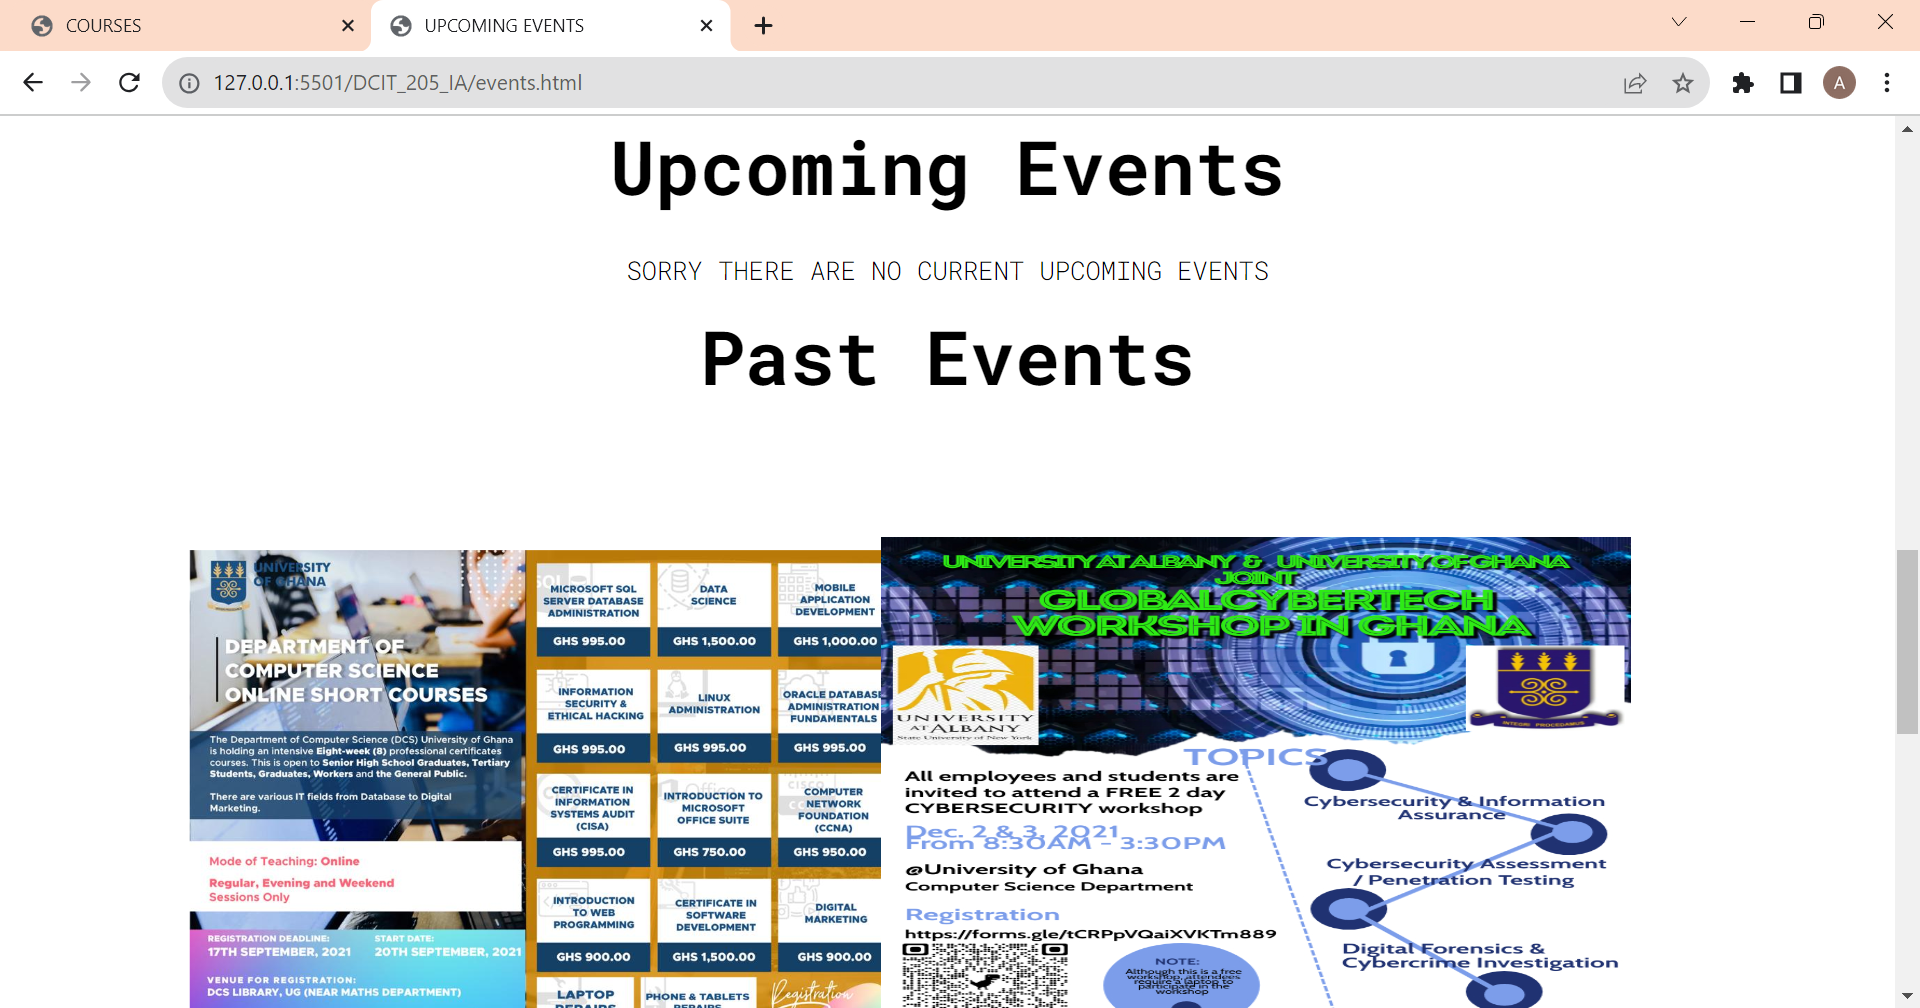 COURSES
UPCOMING EVENTS
127.0.0.1:5501/DCIT_205_IA/events.html
A
Upcoming Events
SORRY THERE ARE NO CURRENT UPCOMING EVENTS
Past Events
UNIVERSITY
OF GHANA
DEPARTMENT OF
COMPUTER SCIENCE
ONLINE SHORT COURSES
The Department of Computer Science (DCS) University of Ghana
is holding an intensive Eight-week (8) professional certificates
courses. This is open to Senior High School Graduates, Tertiary
Students, Graduates, Workers and the General Public.
There are various IT fields from Database to Digital
Marketing.
Mode of Teaching: Online
Regular, Evening and Weekend
Sessions Only
REGISTRATION DEADLINE:
17TH SEPTEMBER, 2021
START DATE:
20TH SEPTEMBER, 2021
VENUE FOR REGISTRATION:
DCS LIBRARY, UG (NEAR MATHS DEPARTMENT)
MICROSOFT SQL
SERVER DATABASE
ADMINISTRATION
GHS 995.00
DATA
SCIENCE
GHS 1,500.00
MOBILE
APPLICATION
DEVELOPMENT
GHS 1,000.00
INFORMATION
SECURITY &
ETHICAL HACKING
GHS 995.00
LINUX
ADMINISTRATION
GHS 995.00
ORACLE DATABASE
ADMINISTRATION
FUNDAMENTALS
GHS 995.00
CERTIFICATE IN
INFORMATION
SYSTEMS AUDIT
(CISA)
GHS 995.00
Office
INTRODUCTION TO
MICROSOFT
OFFICE SUITE
GHS 750.00
CISCO
COMPUTER
NETWORK
FOUNDATION
(CCNA)
GHS 950.00
INTRODUCTION
TO WEB
PROGRAMMING
GHS 900.00
CERTIFICATE IN
SOFTWARE
DEVELOPMENT
GHS 1,500.00
DIGITAL
MARKETING
GHS 900.00
LAPTOP
REPAIRS
PHONE & TABLETS
REPAIRS
Registration
UNIVERSITY AT ALBANY & UNIVERSITY OF GHANA
JOINT
GLOBALCYBERTECH
WORKSHOP IN GHANA
UNIVERSITY
AT ALBANY
State University of New York
INTEGRI PROCEDAMUS
All employees and students are
invited to attend a FREE 2 day
CYBERSECURITY workshop
Dec. 2 & 3, 2021
From 8:30AM - 3:30PM
@University of Ghana
Computer Science Department
Registration
https://forms.gle/tCRPpVQaiXVKTm889
NOTE:
Although this is a free
workshop, attendees
require a laptop to
participate in the
workshop
TOPICS
Cybersecurity & Information
Assurance
Cybersecurity Assessment
/ Penetration Testing
Digital Forensics &
Cybercrime Investigation